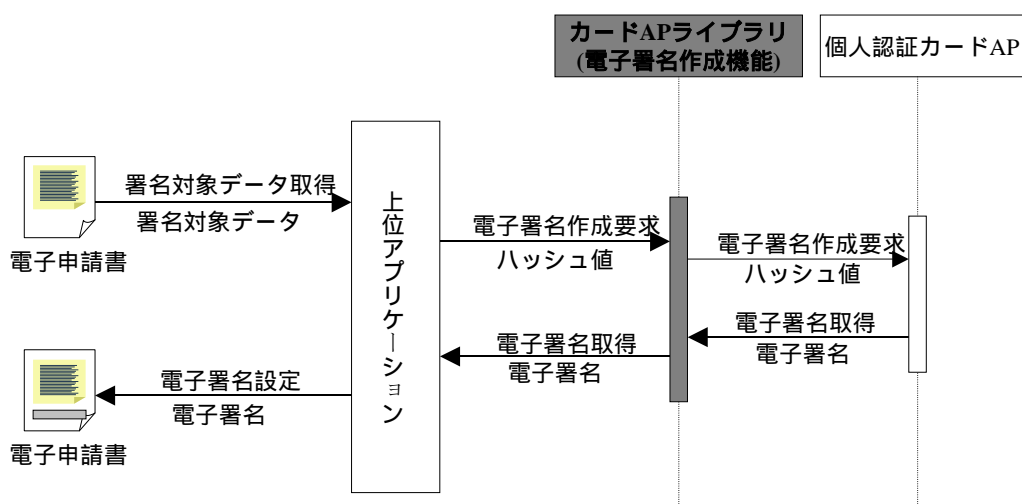 カードAPライブラリ
(電子署名作成機能)
個人認証カードAP
署名対象データ取得
署名対象データ
電子申請書
上位アプリケーション
電子署名作成要求
ハッシュ値
電子署名作成要求
ハッシュ値
電子署名取得
電子署名
電子署名取得
電子署名
電子署名設定
電子署名
電子申請書